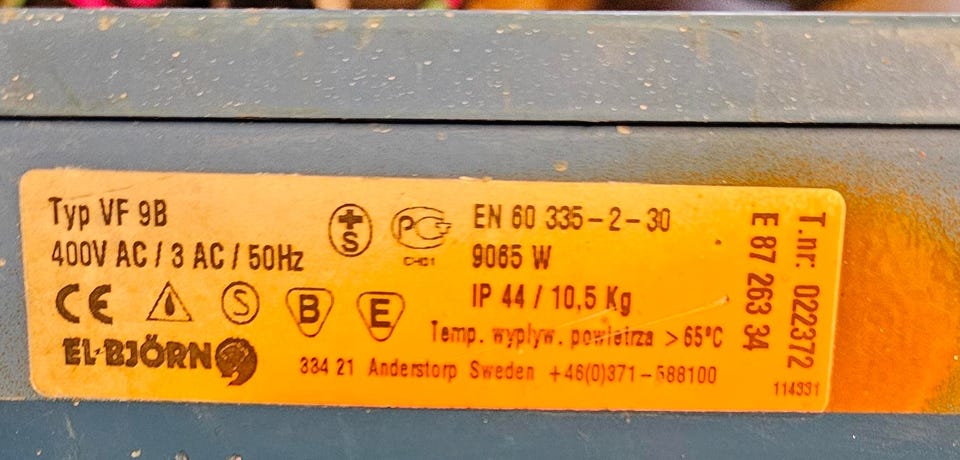 Typ VF 9B
400V AC / 3 AC / 50Hz
+S
PC
CE
S
B
E
EL-BJÖRN
EN 60 335-2-30
9065 W
IP 44 / 10,5 Kg
Temp. wypływ. powietrza > 65°C
334 21 Anderstorp Sweden +46(0)371-588100
T.nr: 022372
E 87 263 34
114331